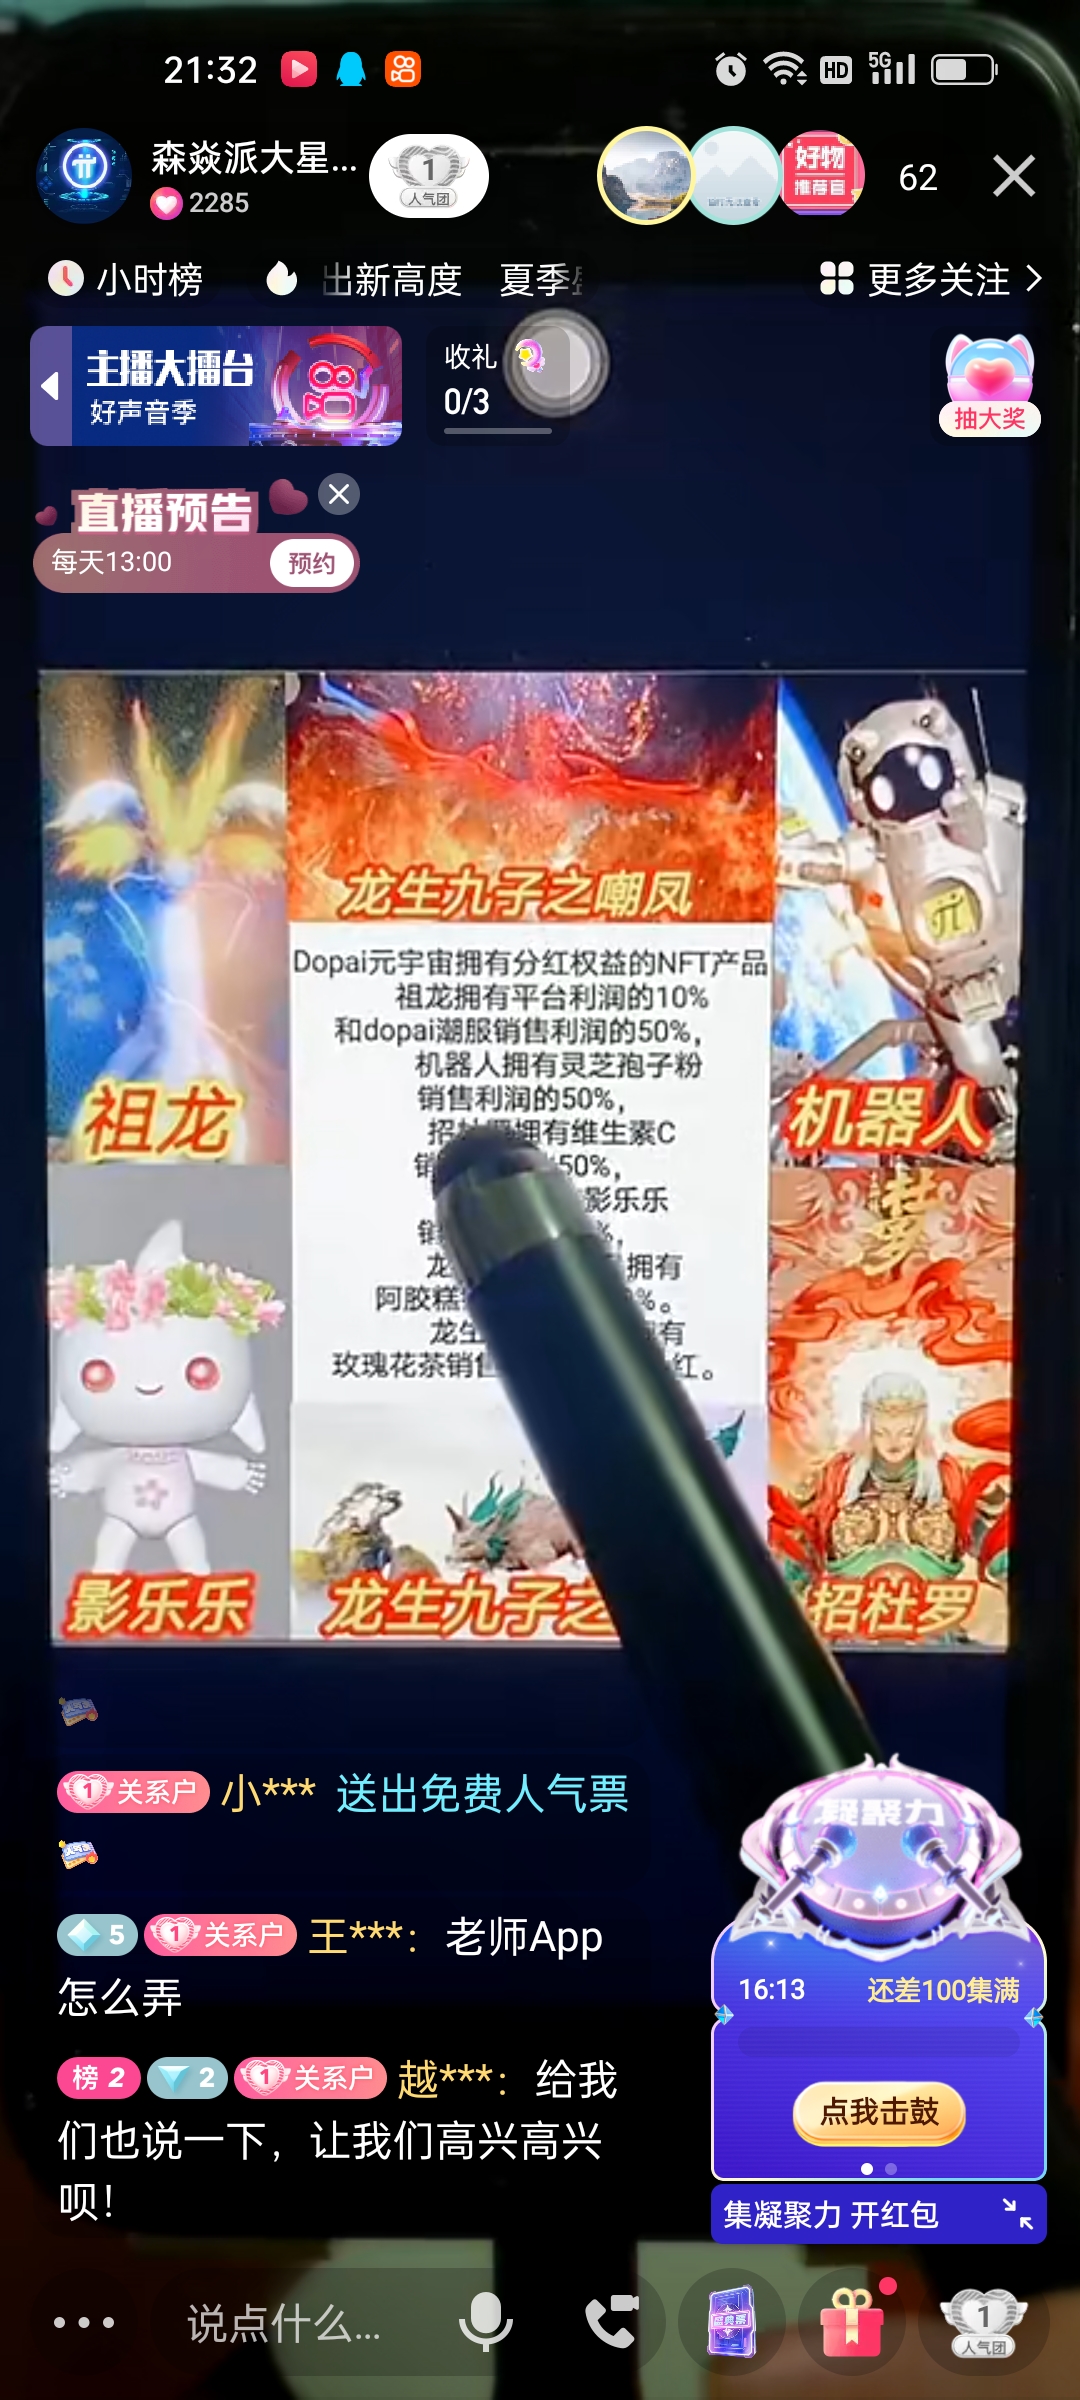 21:32
HD
5G
森焱派大星...
2285
1
人气团
好物
推荐官
62
小时榜
出新高度
夏季
更多关注
主播大擂台
好声音季
收礼
0/3
抽大奖
直播预告
每天13:00
预约
龙生九子之嘲凤
Dopai元宇宙拥有分红权益的NFT产品
祖龙拥有平台利润的10%
和dopai潮服销售利润的50%，
机器人拥有灵芝孢子粉
销售利润的50%，
招 拥有维生素C
销 50%，
影乐乐
销 %，
龙 拥有
阿胶糕 %。
龙生 有
玫瑰花茶销售 红。
祖龙
机器人
梦
影乐乐
龙生九子之
招杜罗
1 关系户 小*** 送出免费人气票
5 1 关系户 王***： 老师App
怎么弄
榜 2 2 1 关系户 越***： 给我
们也说一下，让我们高兴高兴
呗！
凝聚力
16:13
还差100集满
点我击鼓
集凝聚力 开红包
说点什么...
1
人气团